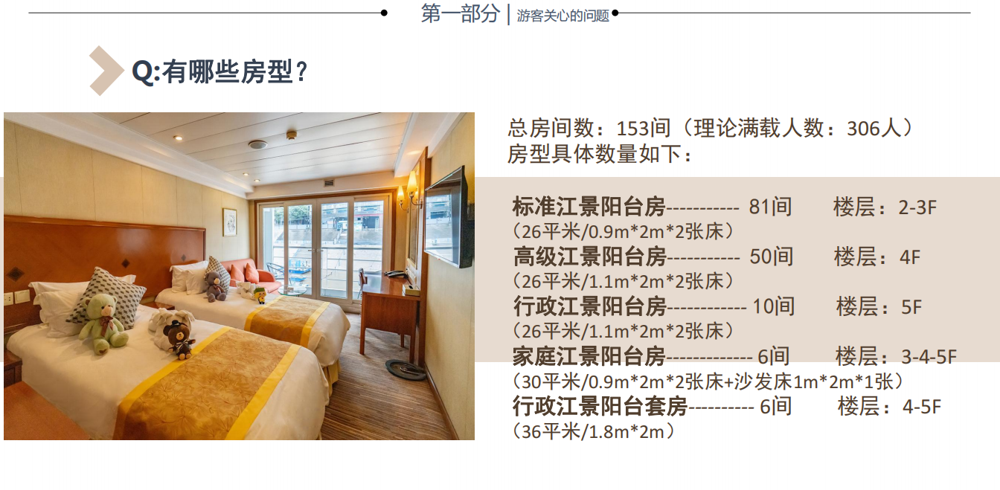 第一部分 | 游客关心的问题
Q:有哪些房型？
总房间数：153间（理论满载人数：306人）
房型具体数量如下：
标准江景阳台房----------- 81间 楼层：2-3F
（26平米/0.9m*2m*2张床）
高级江景阳台房----------- 50间 楼层：4F
（26平米/1.1m*2m*2张床）
行政江景阳台房------------ 10间 楼层：5F
（26平米/1.1m*2m*2张床）
家庭江景阳台房------------- 6间 楼层：3-4-5F
（30平米/0.9m*2m*2张床+沙发床1m*2m*1张）
行政江景阳台套房---------- 6间 楼层：4-5F
（36平米/1.8m*2m）